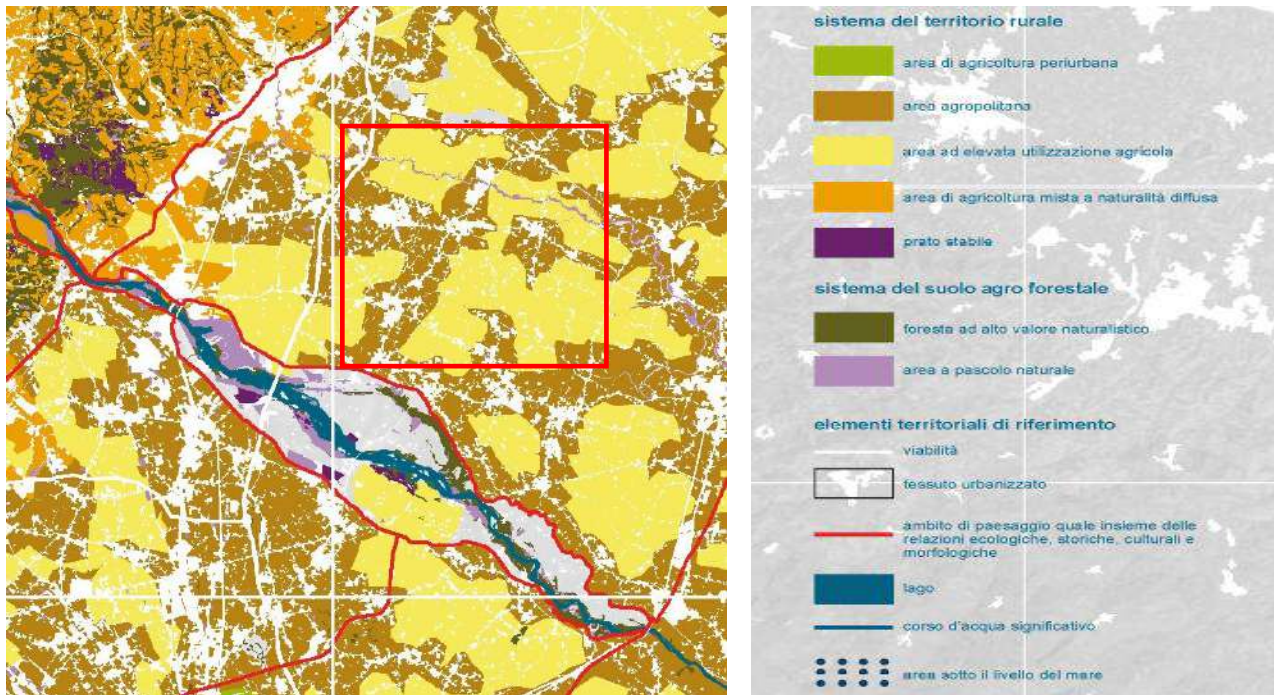 sistema del territorio rurale
area di agricoltura periurbana
area agropolitana
area ad elevata utilizzazione agricola
area di agricoltura mista a naturalità diffusa
prato stabile
sistema del suolo agro forestale
foresta ad alto valore naturalistico
area a pascolo naturale
elementi territoriali di riferimento
viabilità
tessuto urbanizzato
ambito di paesaggio quale insieme delle
relazioni ecologiche, storiche, culturali e
morfologiche
lago
corso d'acqua significativo
area sotto il livello del mare